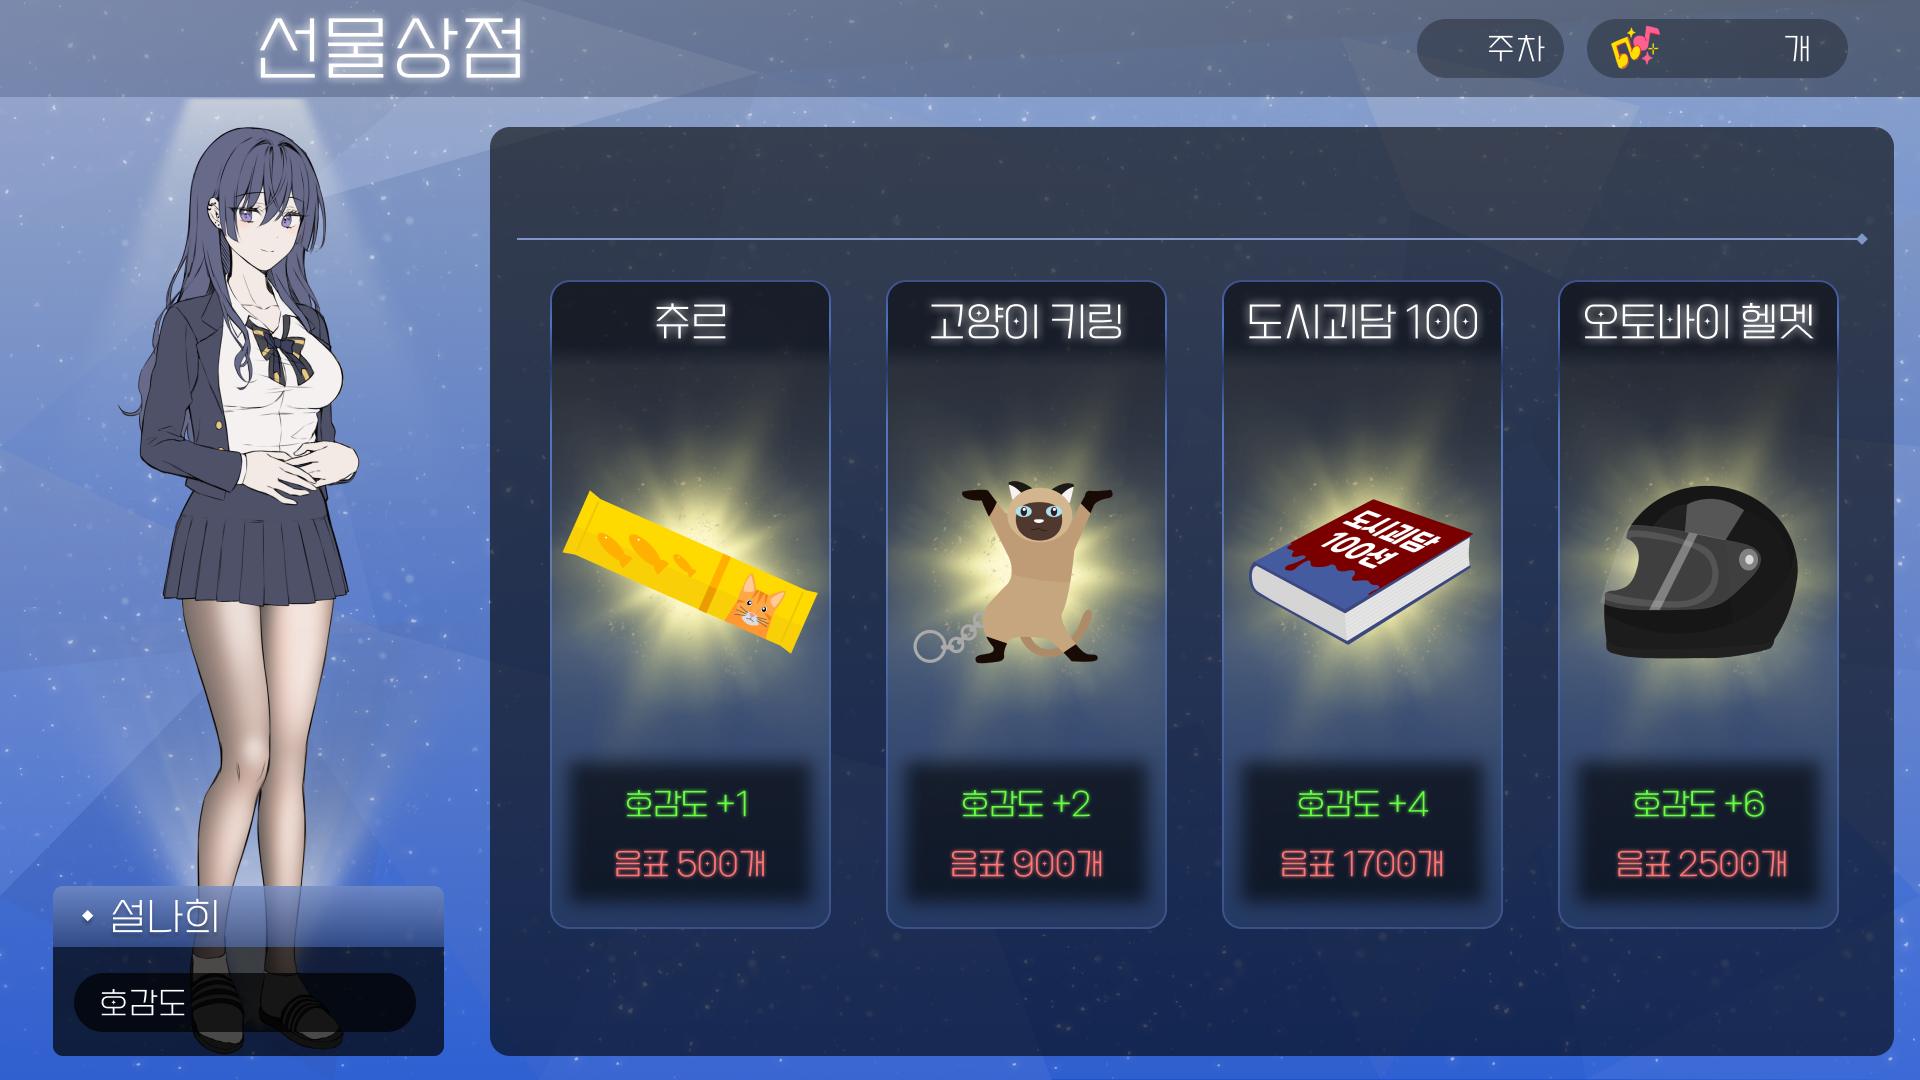 선물상점
주차
개
츄르
고양이 키링
도시괴담 100
오토바이 헬멧
도시괴담
100선
호감도 +1
음표 500개
호감도 +2
음표 900개
호감도 +4
음표 1700개
호감도 +6
음표 2500개
설나희
호감도